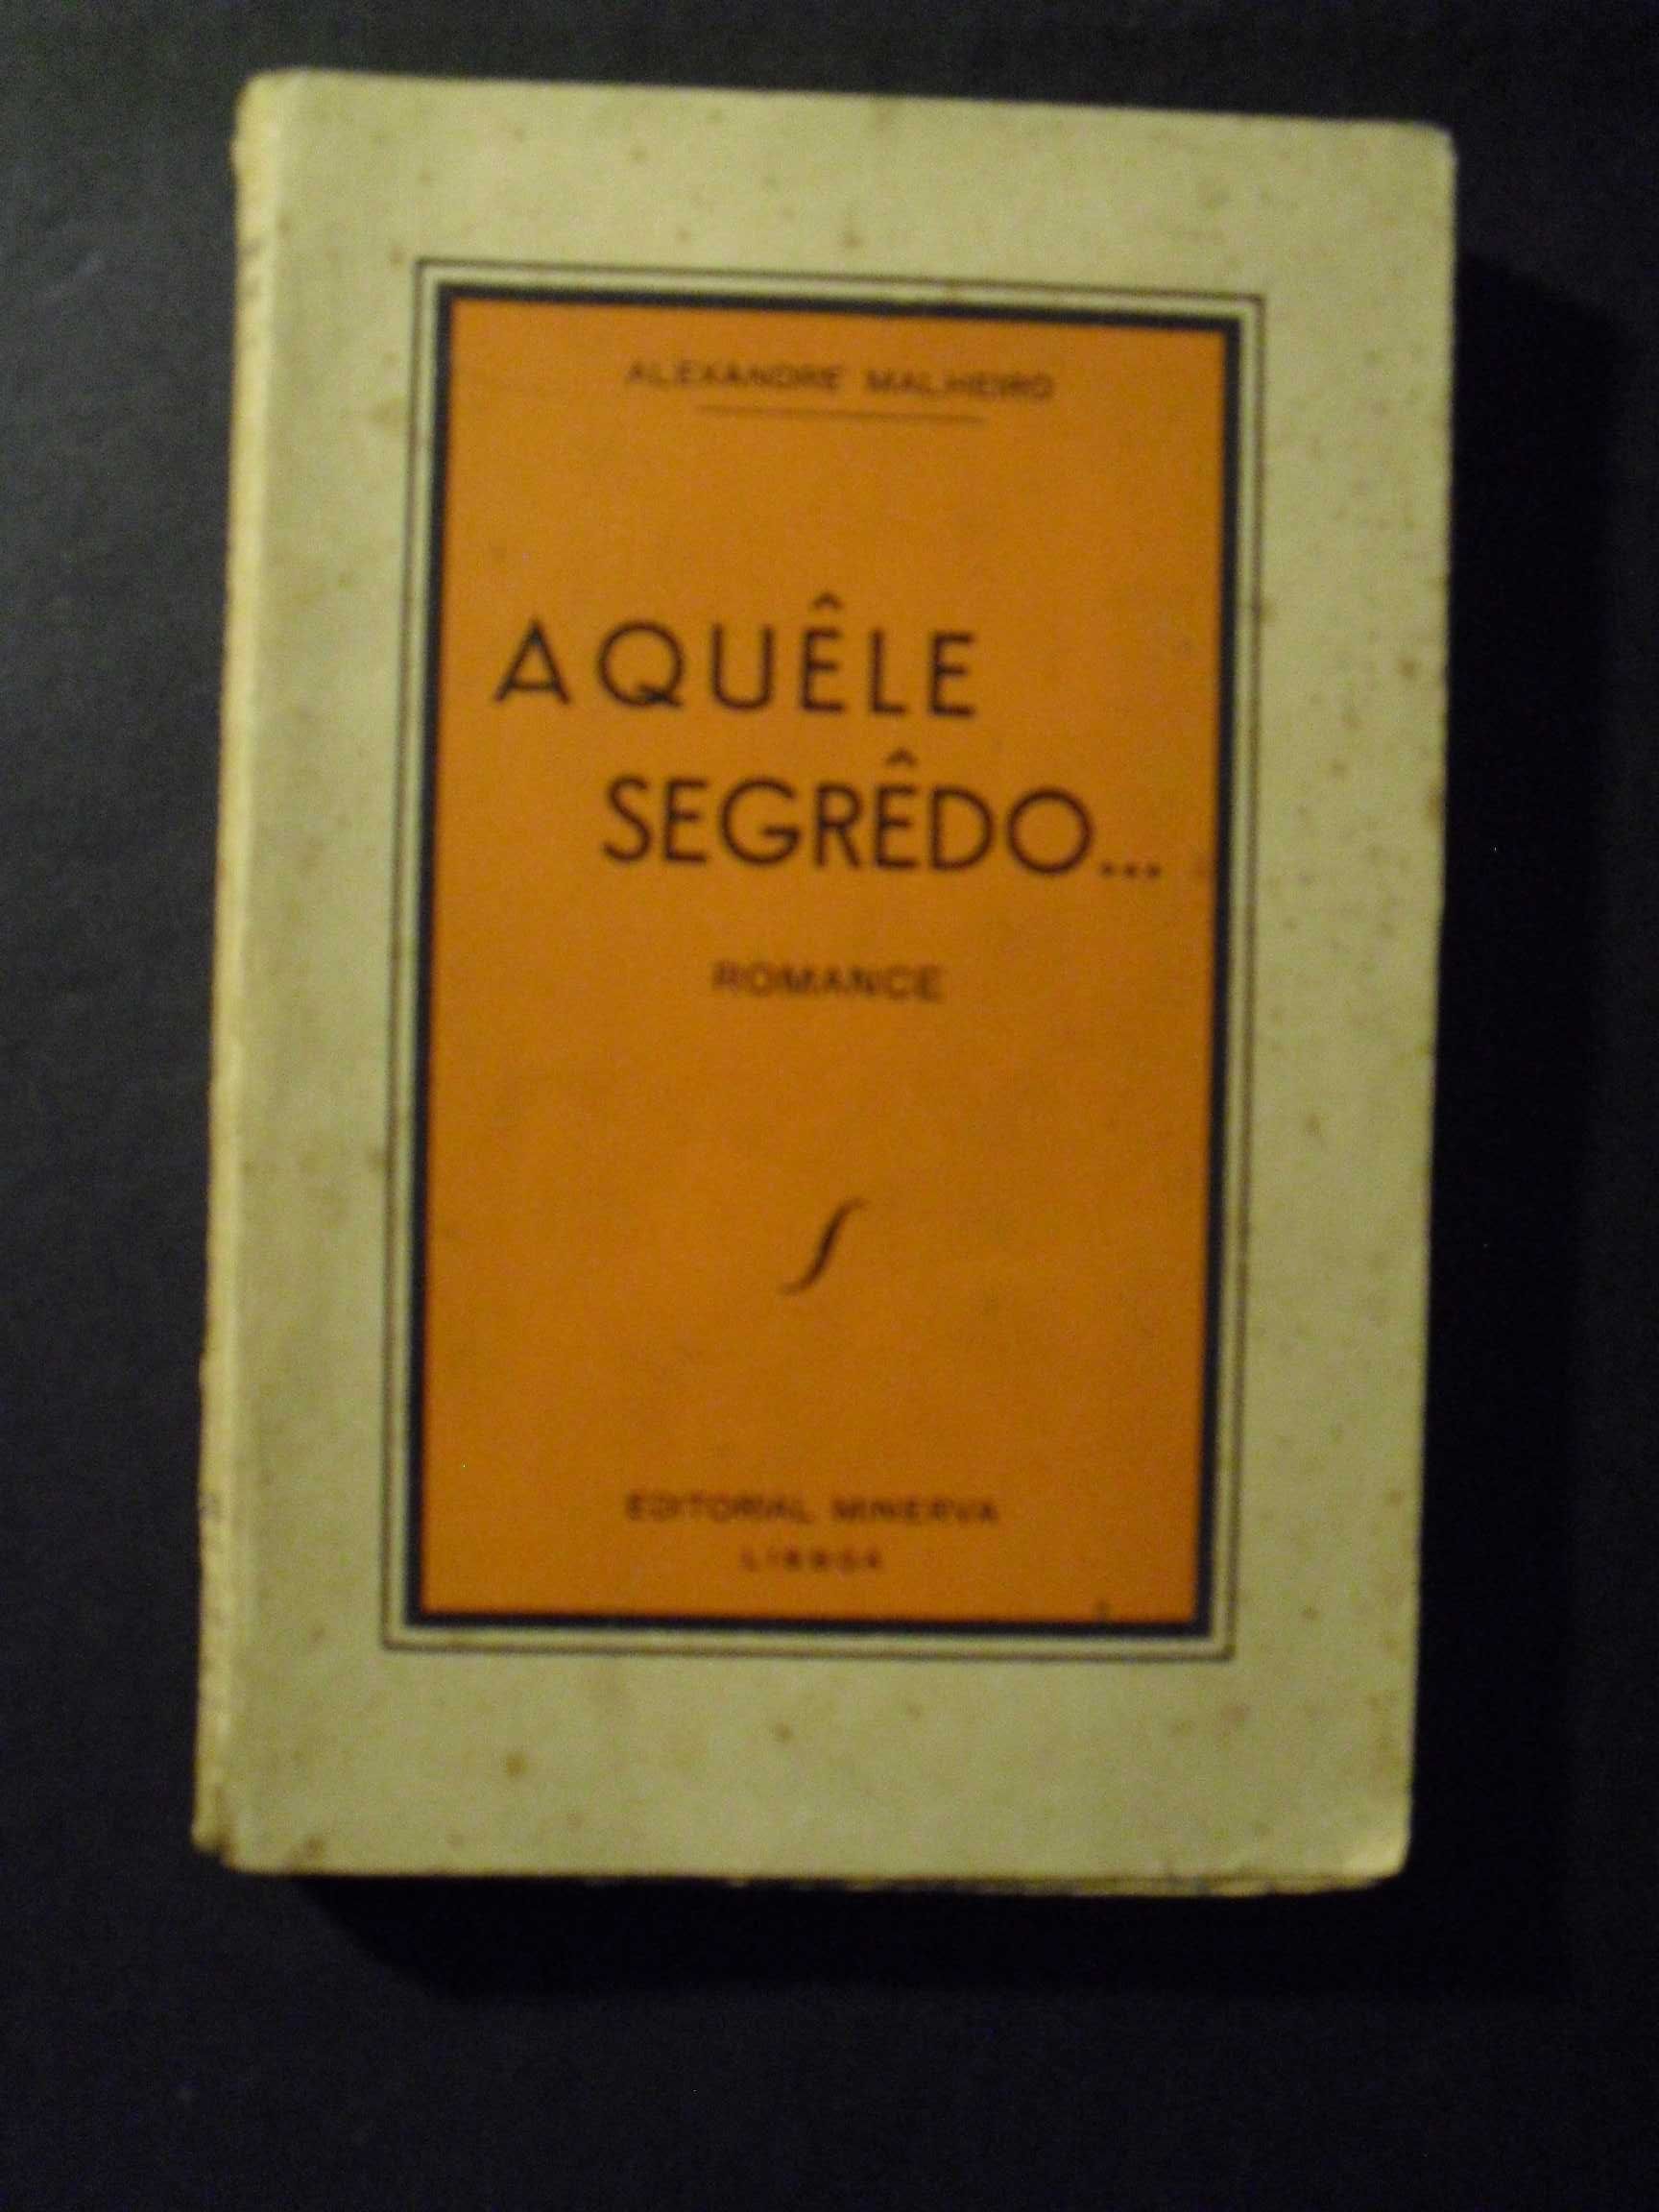 ALEXANDRE MALHEIRO
AQUÊLE
SEGRÊDO...
ROMANCE
EDITORIAL MINERVA
LISBOA